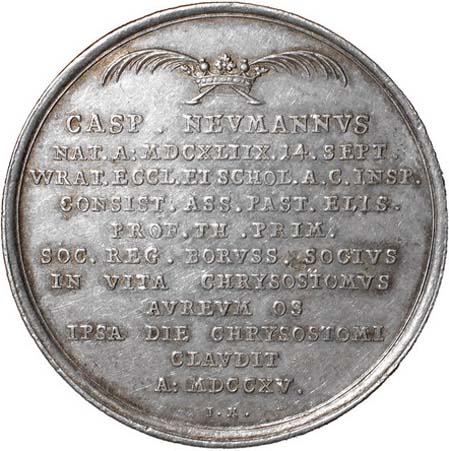 CASP. NEVMANNVS
NAT. A: MDCXLIIX. 14. SEPT.
WRAT. ECCL. ET SCHOL. A. C. INSP.
CONSIST. ASS. PAST. ELIS.
PROF. TH. PRIM.
SOC. REG. BORVSS. SOCIVS
IN VITA CHRYSOSTOMVS
AVREVM OS
IPSA DIE CHRYSOSTOMI
CLAVDIT
A: MDCCXV.
I. K.